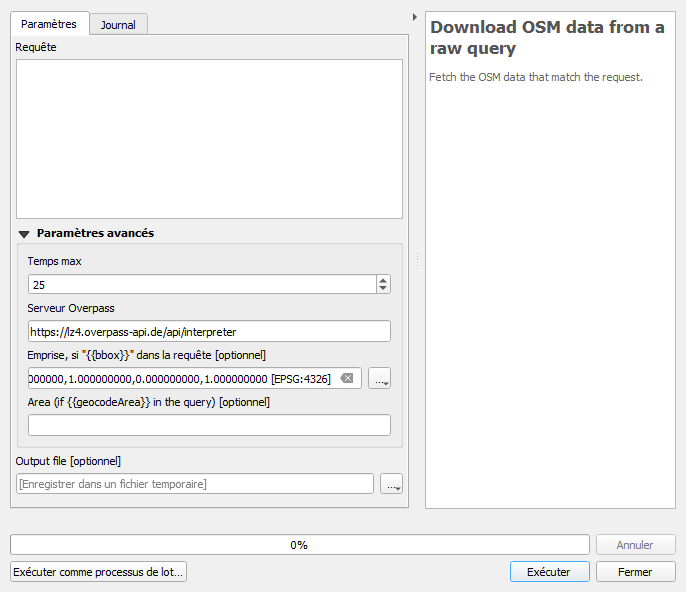 Paramètres
Journal
Requête
Paramètres avancés
Temps max
25
Serveur Overpass
https://lz4.overpass-api.de/api/interpreter
Emprise, si "{{bbox}}" dans la requête [optionnel]
000000,1.000000000,0.000000000,1.000000000 [EPSG:4326]
...
Area (if {{geocodeArea}} in the query) [optionnel]
Output file [optionnel]
[Enregistrer dans un fichier temporaire]
...
Download OSM data from a
raw query
Fetch the OSM data that match the request.
0%
Annuler
Exécuter comme processus de lot...
Exécuter
Fermer